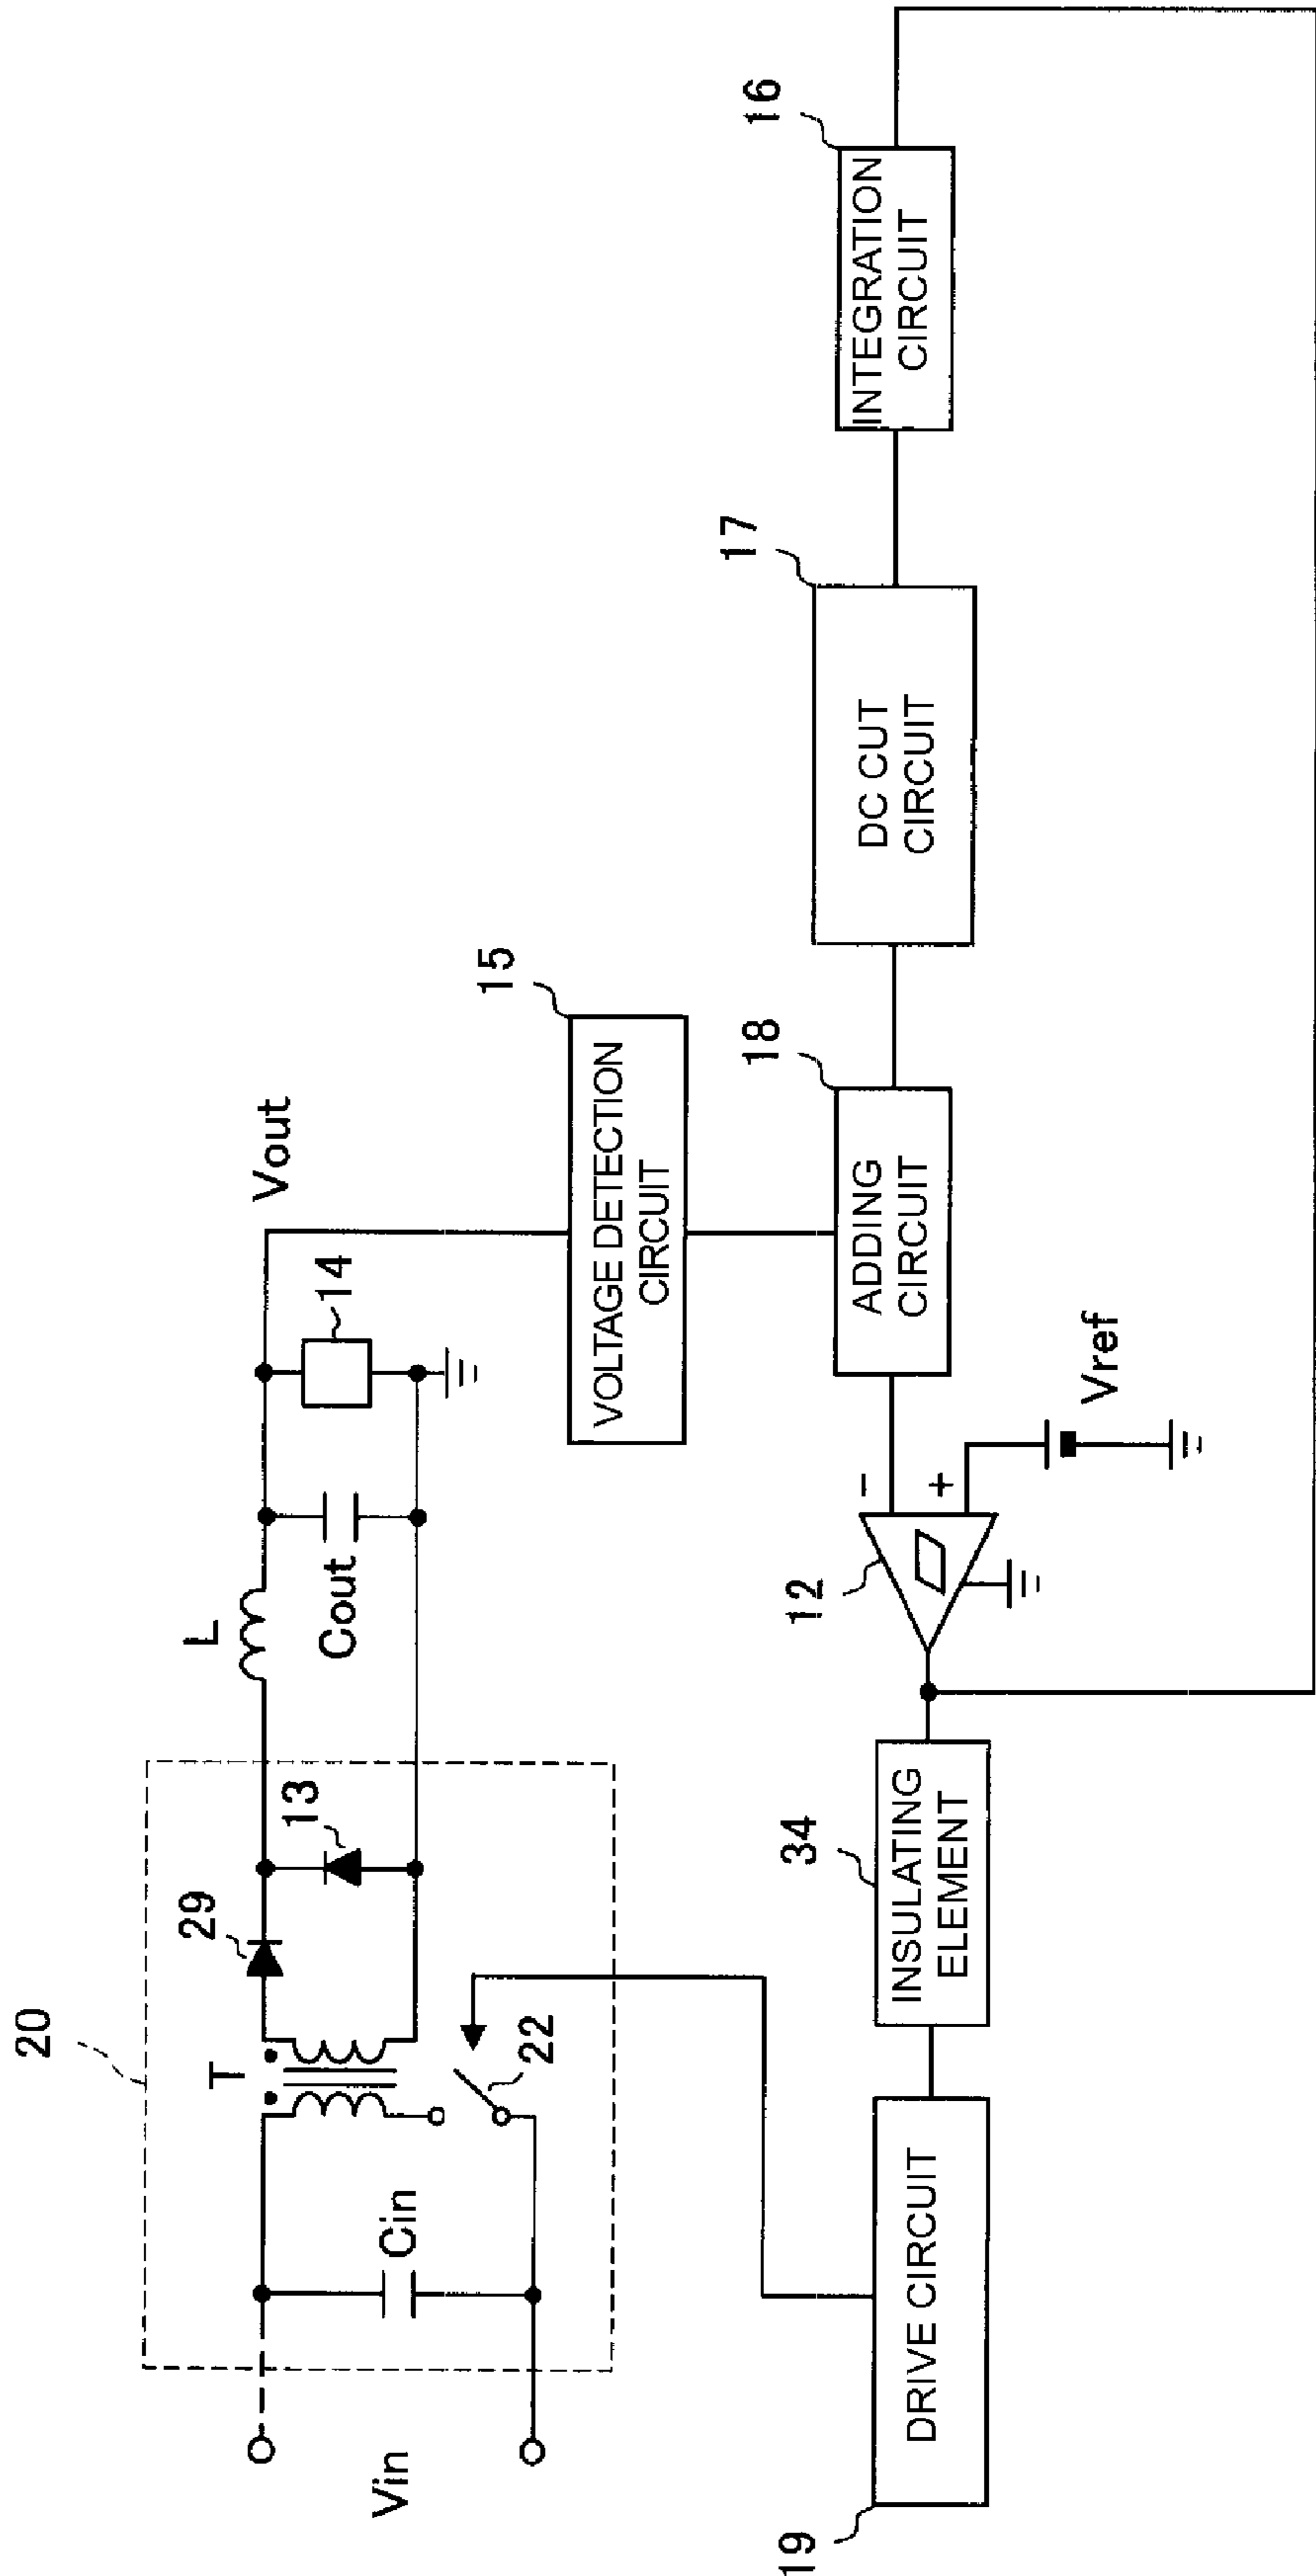 20
T
29
13
L
Cout
14
Vout
Vin
Cin
22
15
VOLTAGE DETECTION
CIRCUIT
19
DRIVE CIRCUIT
34
INSULATING
ELEMENT
12
-
+
Vref
18
ADDING
CIRCUIT
17
DC CUT
CIRCUIT
16
INTEGRATION
CIRCUIT